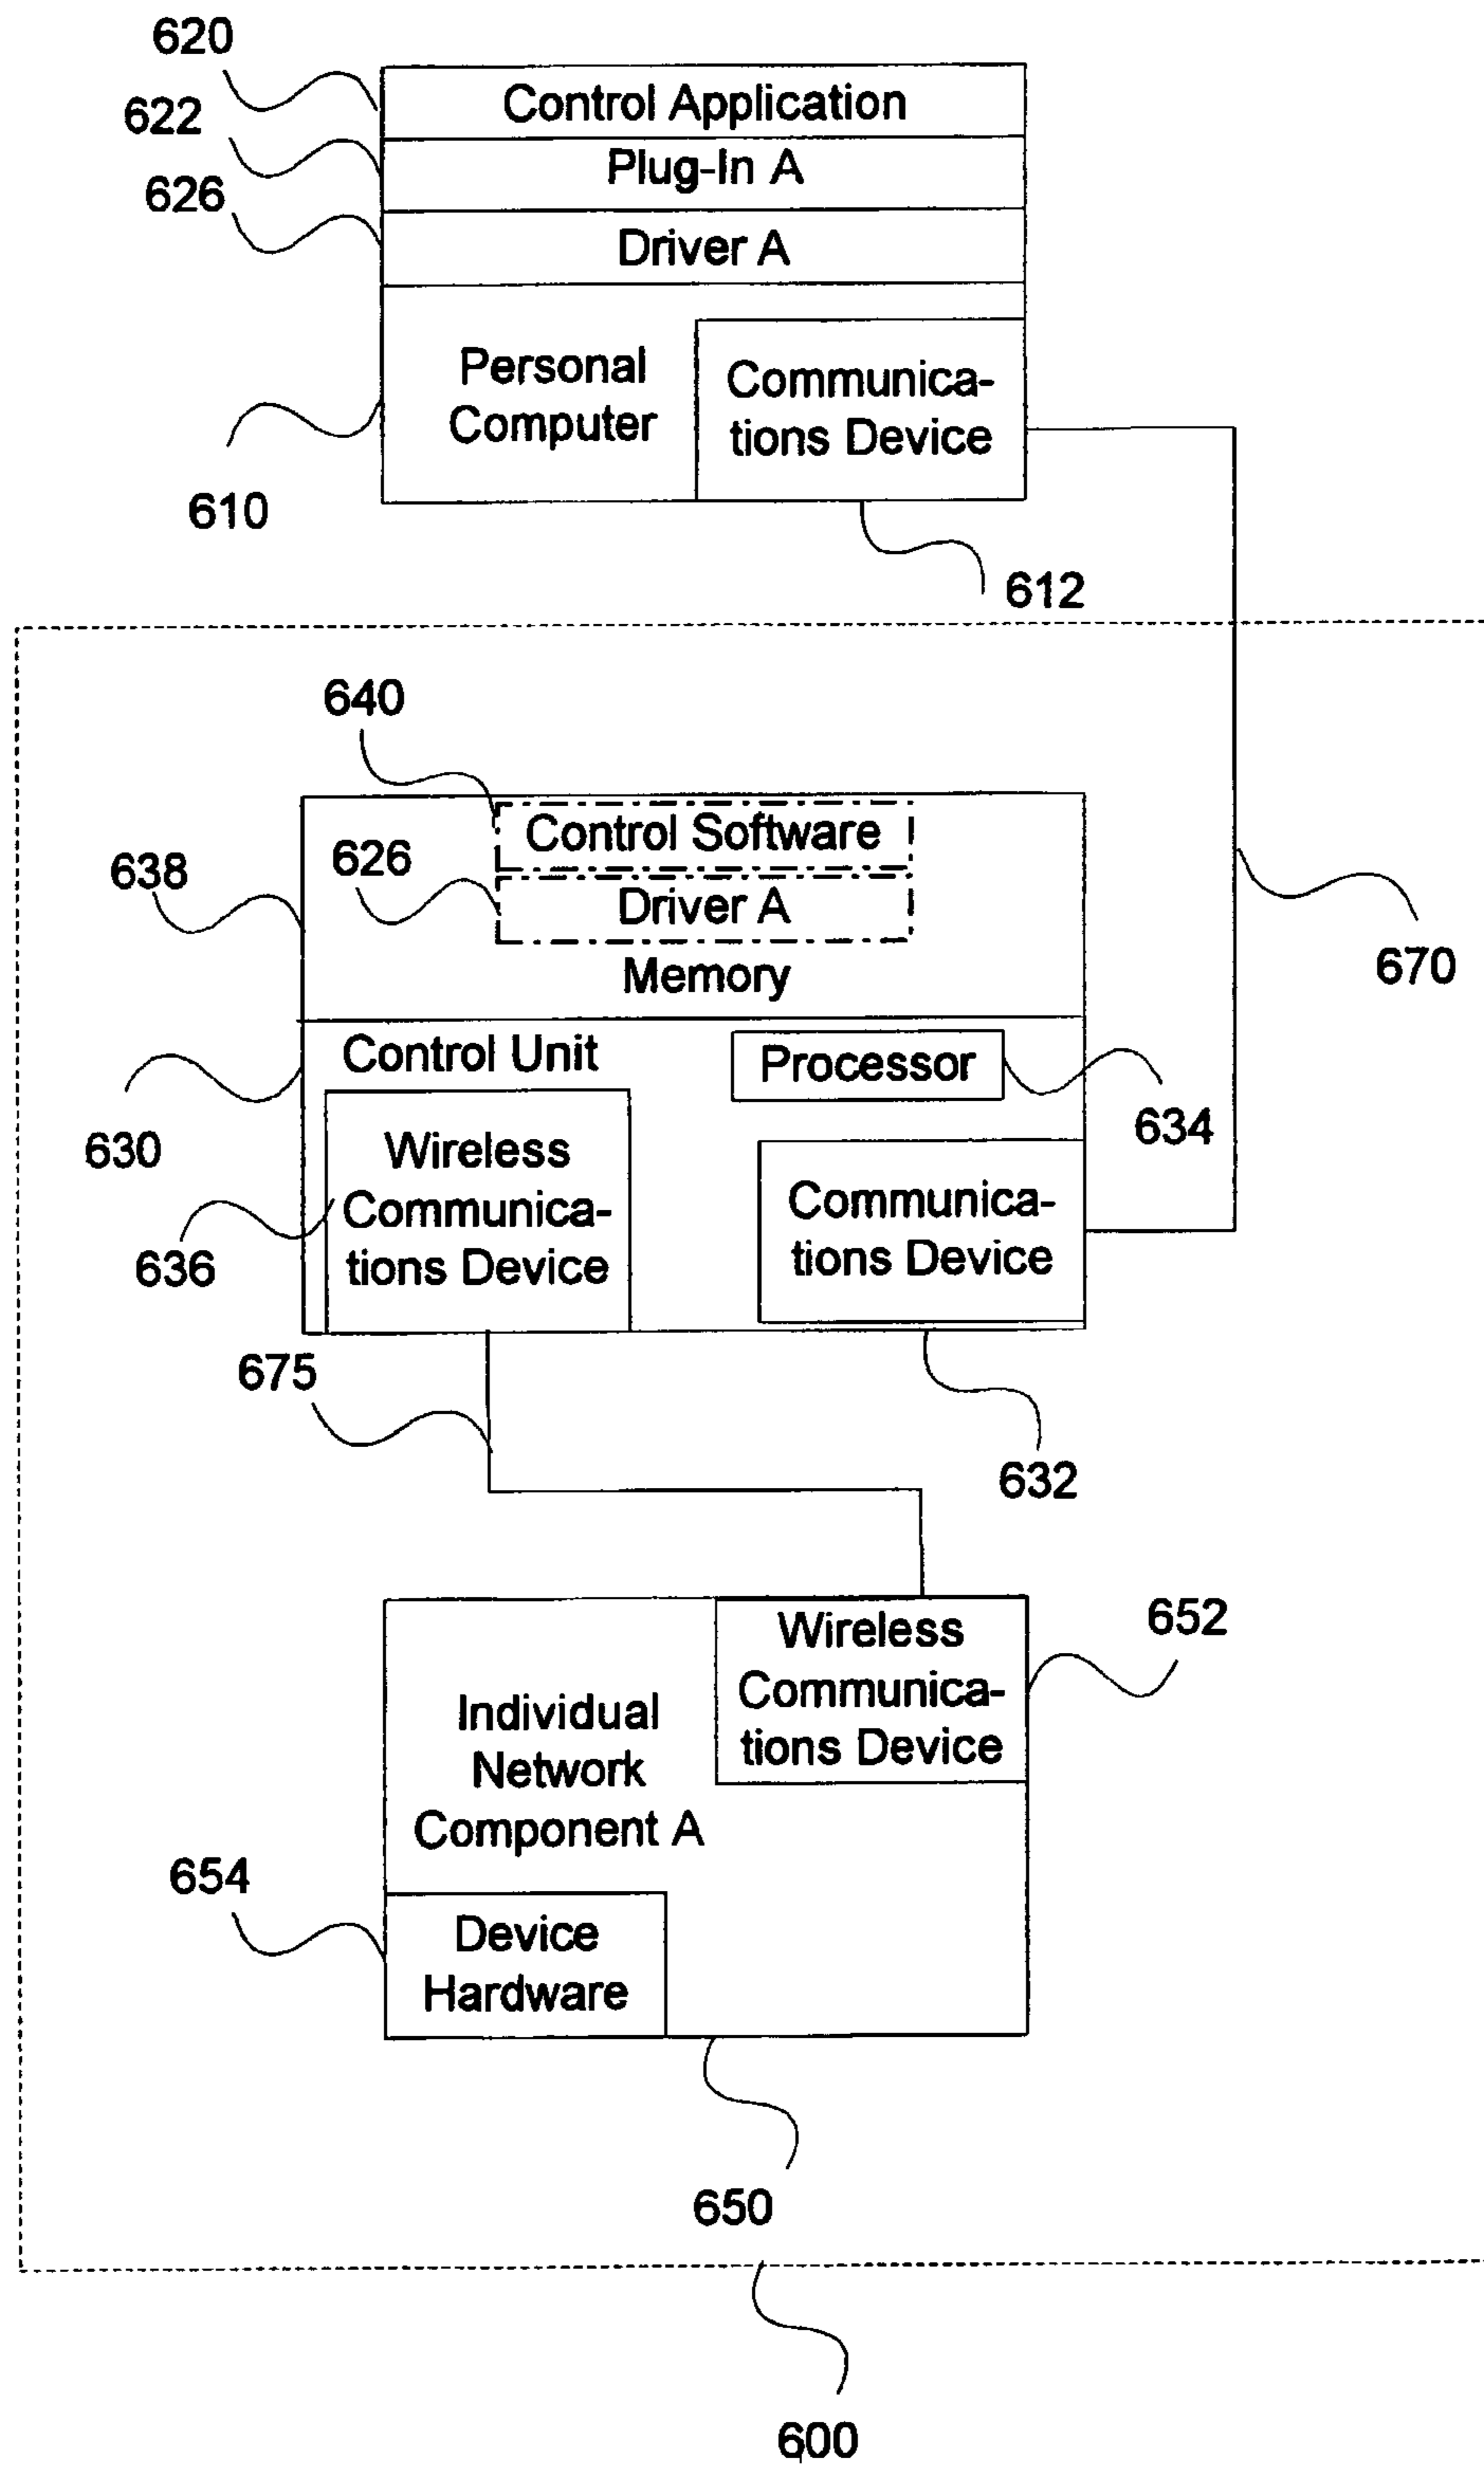 620
Control Application
622
Plug-In A
626
Driver A
Personal
Computer
Communica-
tions Device
610
612
640
Control Software
638
626
Driver A
Memory
670
Control Unit
Processor
630
634
Wireless
Communica-
tions Device
636
Communica-
tions Device
675
632
Wireless
Communica-
tions Device
652
Individual
Network
Component A
654
Device
Hardware
650
600